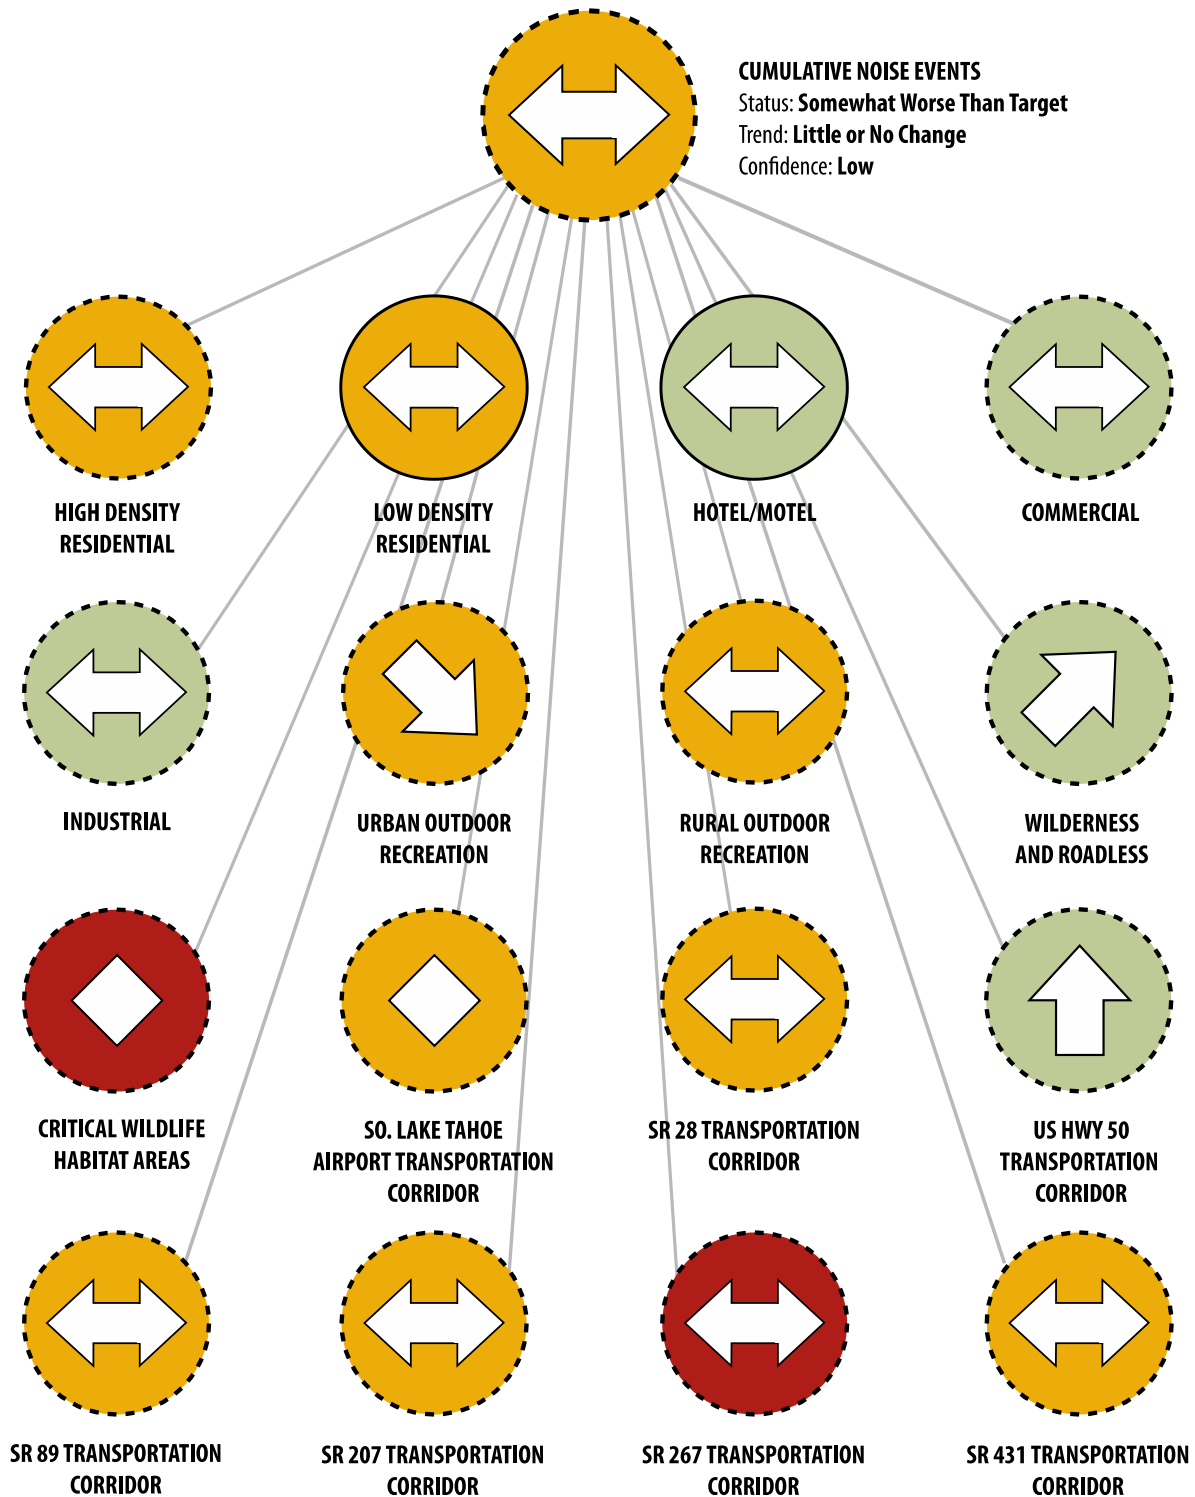 CUMULATIVE NOISE EVENTS
Status: Somewhat Worse Than Target
Trend: Little or No Change
Confidence: Low
HIGH DENSITY
RESIDENTIAL
LOW DENSITY
RESIDENTIAL
HOTEL/MOTEL
COMMERCIAL
INDUSTRIAL
URBAN OUTDOOR
RECREATION
RURAL OUTDOOR
RECREATION
WILDERNESS
AND ROADLESS
CRITICAL WILDLIFE
HABITAT AREAS
SO. LAKE TAHOE
AIRPORT TRANSPORTATION
CORRIDOR
SR 28 TRANSPORTATION
CORRIDOR
US HWY 50
TRANSPORTATION
CORRIDOR
SR 89 TRANSPORTATION
CORRIDOR
SR 207 TRANSPORTATION
CORRIDOR
SR 267 TRANSPORTATION
CORRIDOR
SR 431 TRANSPORTATION
CORRIDOR